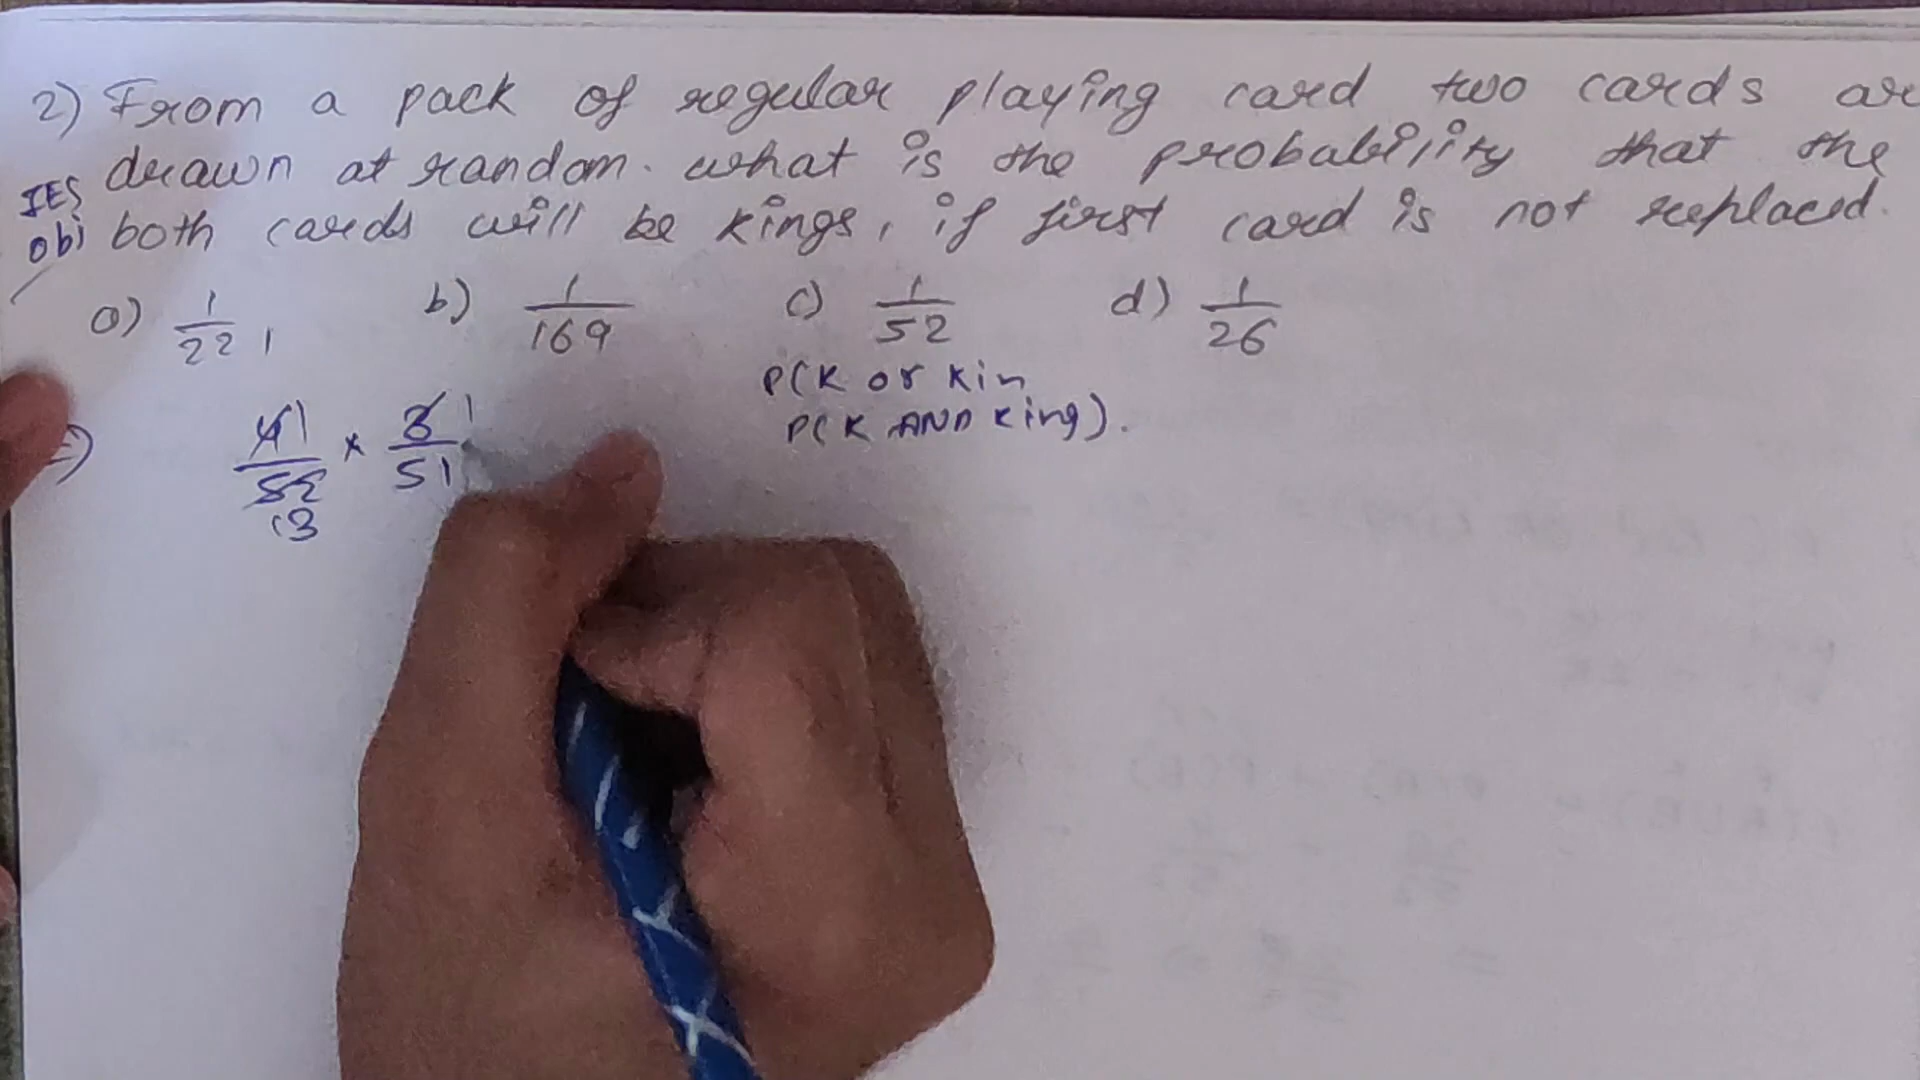 2) From a pack of regular playing card two cards are
drawn at random. what is the probability that the
IES
obj both cards will be kings, if first card is not replaced.
a) 1/221 b) 1/169 c) 1/52 d) 1/26
P(K or Kin
P(K AND King).
⇒) 4 1/52 13 * 3 1/51